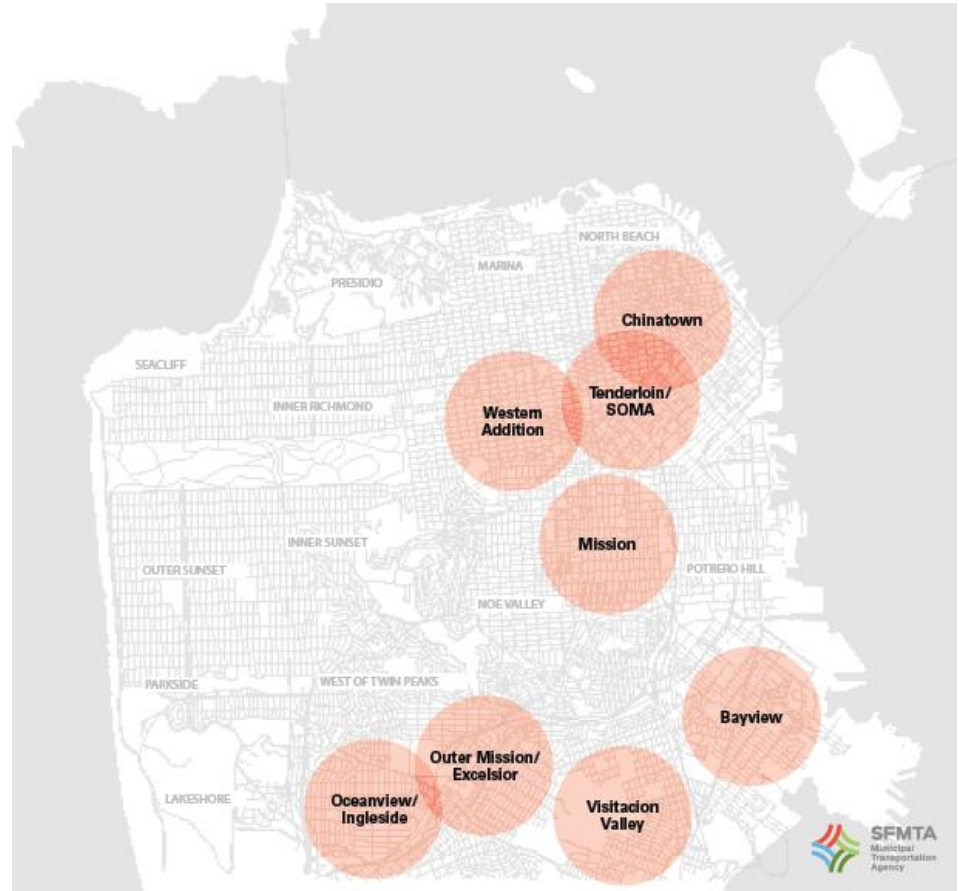 NORTH BEACH
MARINA
PRESIDIO
Chinatown
SEACLIFF
INNER RICHMOND
Western
Addition
Tenderloin/
SOMA
INNER SUNSET
Mission
OUTER SUNSET
POTRERO HILL
NOE VALLEY
PARKSIDE
WEST OF TWIN PEAKS
Bayview
Outer Mission/
Excelsior
LAKESHORE
Oceanview/
Ingleside
Visitacion
Valley
SFMTA
Municipal
Transportation
Agency